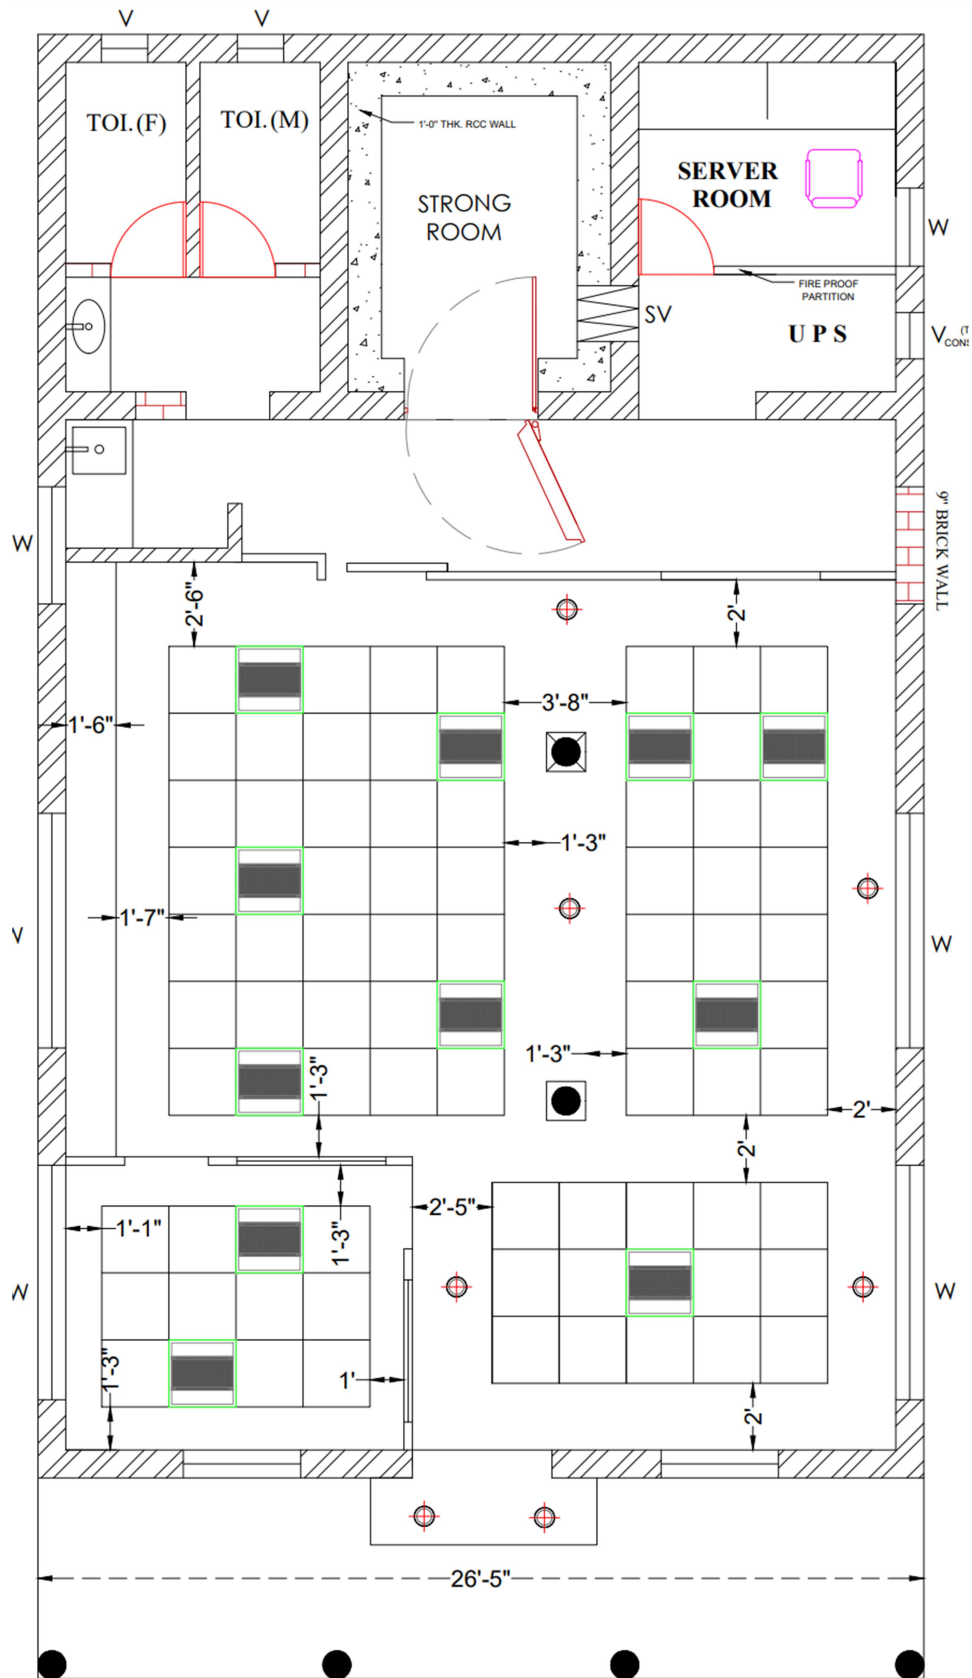 V
V
TOI.(F)
TOI.(M)
1'-0" THK. RCC WALL
STRONG
ROOM
SERVER
ROOM
W
FIRE PROOF
PARTITION
SV
U P S
V
W
9" BRICK WALL
2'-6"
2'
1'-6"
3'-8"
1'-3"
1'-7"
W
1'-3"
1'-3"
2'
2'
2'-5"
1'-1"
1'-3"
W
W
1'-3"
1'
2'
26'-5"